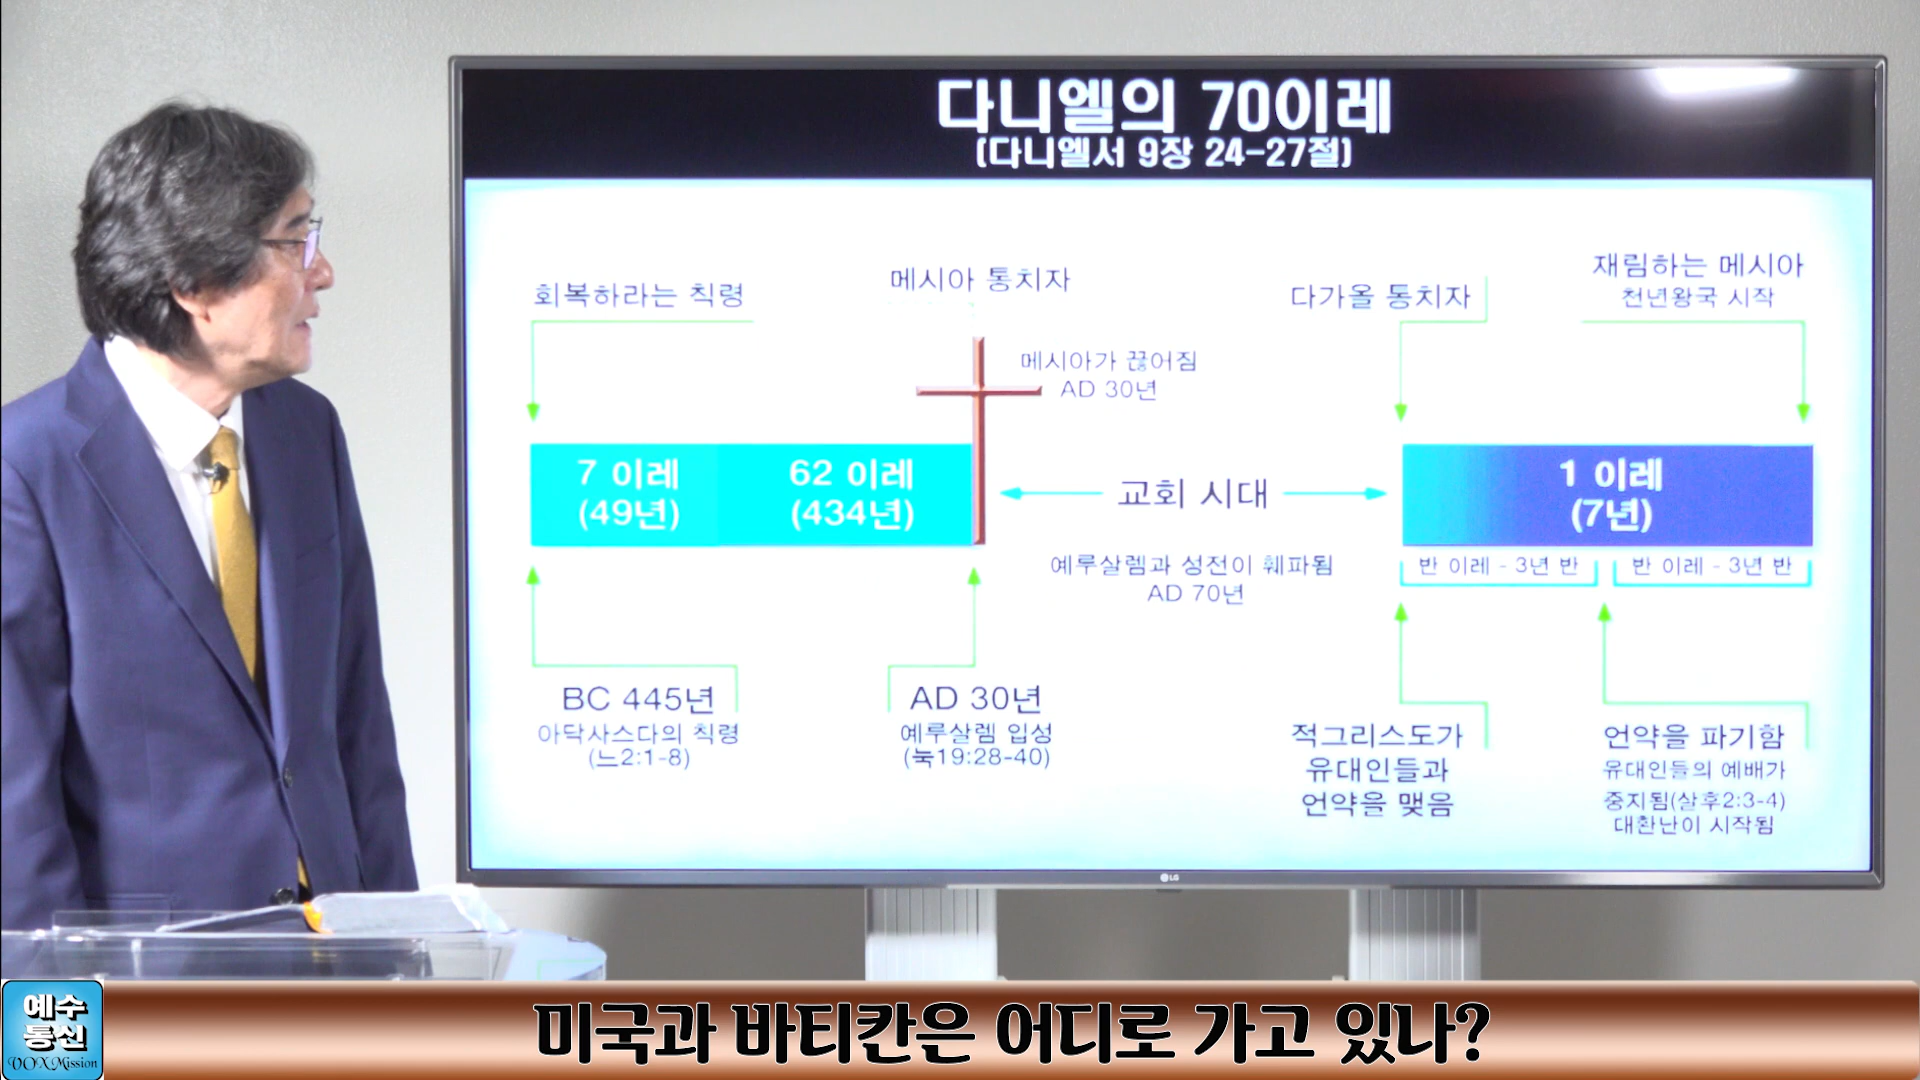 다니엘의 70이레
(다니엘서 9장 24-27절)
회복하라는 칙령
메시아 통치자
다가올 통치자
재림하는 메시아
천년왕국 시작
메시아가 끊어짐
AD 30년
7 이레
(49년)
62 이레
(434년)
교회 시대
1 이레
(7년)
예루살렘과 성전이 훼파됨
AD 70년
반 이레 - 3년 반
반 이레 - 3년 반
BC 445년
아닥사스다의 칙령
(느2:1-8)
AD 30년
예루살렘 입성
(눅19:28-40)
적그리스도가
유대인들과
언약을 맺음
언약을 파기함
유대인들의 예배가
중지됨(살후2:3-4)
대환난이 시작됨
LG
예수
통신
VOX Mission
미국과 바티칸은 어디로 가고 있나?